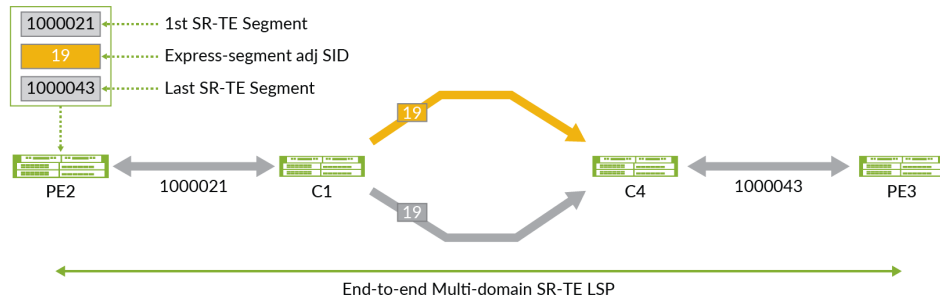 1000021 1st SR-TE Segment
19 Express-segment adj SID
1000043 Last SR-TE Segment
19
PE2 1000021 C1 C4 1000043 PE3
19
End-to-end Multi-domain SR-TE LSP